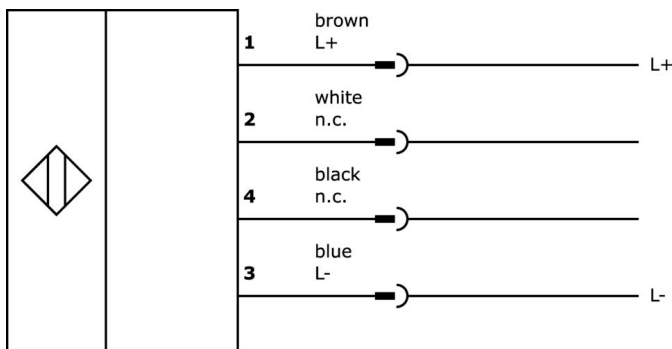 brown
1 L+
L+
white
2 n.c.
black
4 n.c.
blue
3 L-
L-